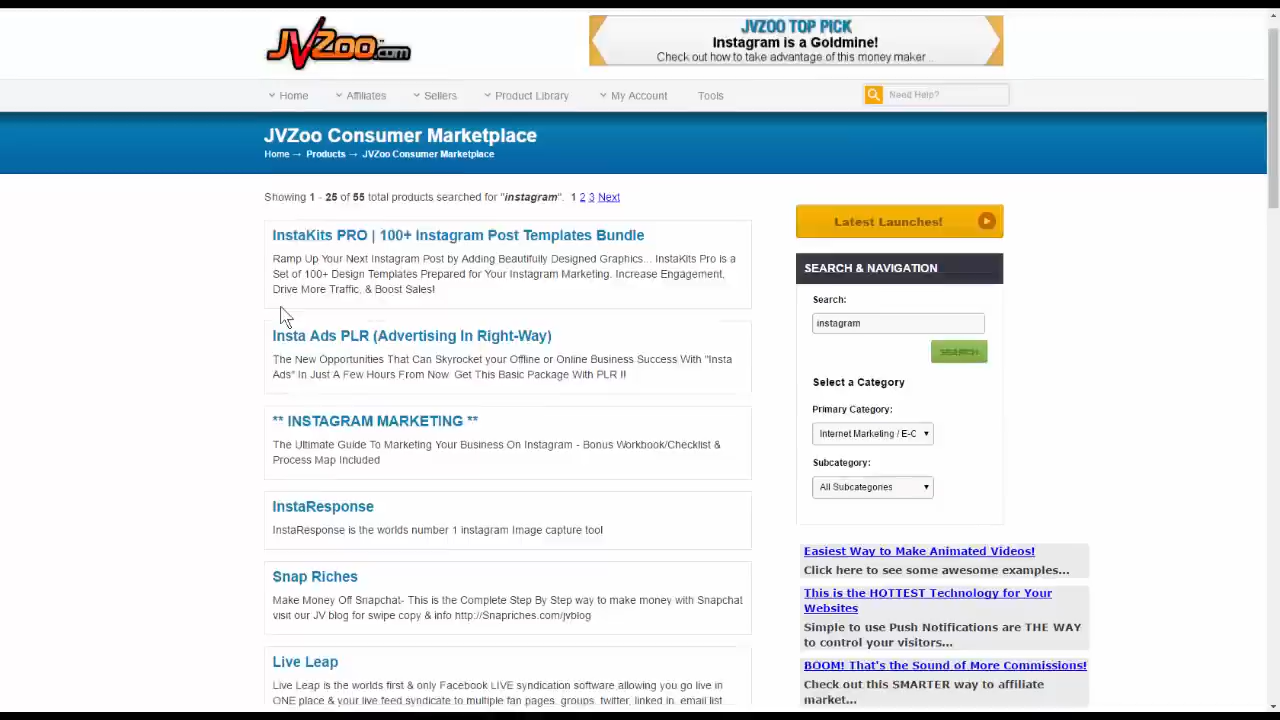 JVZoo.com
JVZOO TOP PICK
Instagram is a Goldmine!
Check out how to take advantage of this money maker ..
Home Affiliates Sellers Product Library My Account Tools
Need Help?
JVZoo Consumer Marketplace
Home → Products → JVZoo Consumer Marketplace
Showing 1 - 25 of 55 total products searched for "instagram". 1 2 3 Next
InstaKits PRO | 100+ Instagram Post Templates Bundle
Ramp Up Your Next Instagram Post by Adding Beautifully Designed Graphics... InstaKits Pro is a
Set of 100+ Design Templates Prepared for Your Instagram Marketing. Increase Engagement,
Drive More Traffic, & Boost Sales!
Insta Ads PLR (Advertising In Right-Way)
The New Opportunities That Can Skyrocket your Offline or Online Business Success With "Insta
Ads" In Just A Few Hours From Now. Get This Basic Package With PLR !!
** INSTAGRAM MARKETING **
The Ultimate Guide To Marketing Your Business On Instagram - Bonus Workbook/Checklist &
Process Map Included
InstaResponse
InstaResponse is the worlds number 1 instagram Image capture tool
Snap Riches
Make Money Off Snapchat- This is the Complete Step By Step way to make money with Snapchat
visit our JV blog for swipe copy & info http://Snapriches.com/jvblog
Live Leap
Live Leap is the worlds first & only Facebook LIVE syndication software allowing you go live in
ONE place & your live feed syndicate to multiple fan pages, groups, twitter, linked in, email list
Latest Launches!
SEARCH & NAVIGATION
Search:
instagram
SEARCH
Select a Category
Primary Category:
Internet Marketing / E-C
Subcategory:
All Subcategories
Easiest Way to Make Animated Videos!
Click here to see some awesome examples...
This is the HOTTEST Technology for Your
Websites
Simple to use Push Notifications are THE WAY
to control your visitors...
BOOM! That's the Sound of More Commissions!
Check out this SMARTER way to affiliate
market...